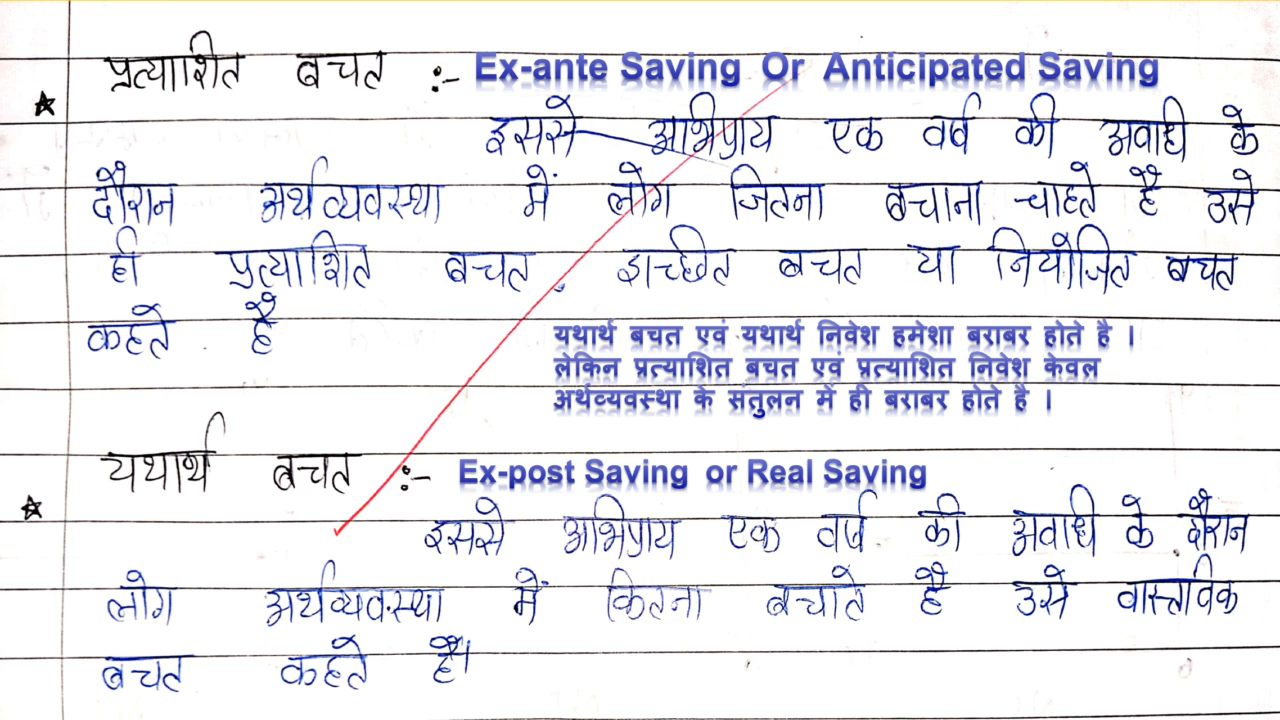 प्रत्याशित बचत :- Ex-ante Saving Or Anticipated Saving
इससे अभिप्राय एक वर्ष की अवधि के
दौरान अर्थव्यवस्था में लोग जितना बचाना चाहते है उसे
ही प्रत्याशित बचत, इच्छित बचत या नियोजित बचत
कहते है
यथार्थ बचत एवं यथार्थ निवेश हमेशा बराबर होते है ।
लेकिन प्रत्याशित बचत एवं प्रत्याशित निवेश केवल
अर्थव्यवस्था के संतुलन में ही बराबर होते है ।
यथार्थ बचत :- Ex-post Saving or Real Saving
इससे अभिप्राय एक वर्ष की अवधि के दौरान
लोग अर्थव्यवस्था में कितना बचाते है उसे वास्तविक
बचत कहते है।